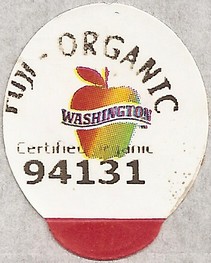 FUJI - ORGANIC
WASHINGTON
Certified Organic
94131